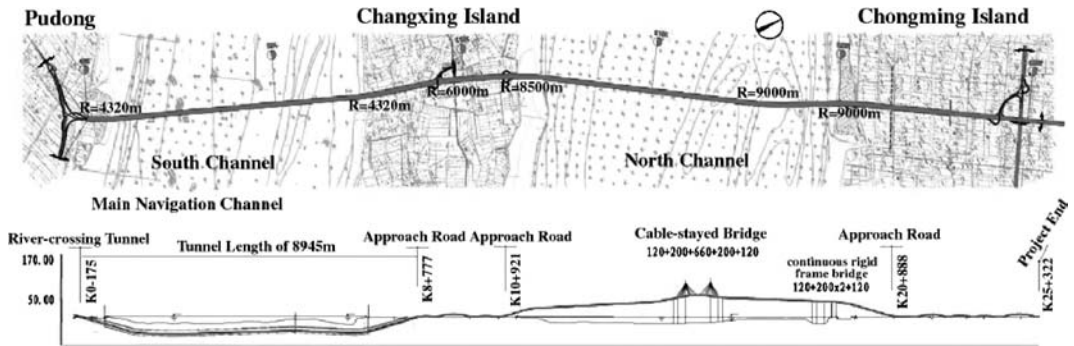 Pudong
Changxing Island
Chongming Island
R=4320m
R=4320m
R=6000m
R=8500m
R=9000m
R=9000m
South Channel
North Channel
Main Navigation Channel
River-crossing Tunnel
Tunnel Length of 8945m
Approach Road
Approach Road
Cable-stayed Bridge
120+200+660+200+120
Approach Road
Project End
continuous rigid
frame bridge
120+200x2+120
170.00
50.00
K0-175
K8+777
K10+921
K20+888
K25+322